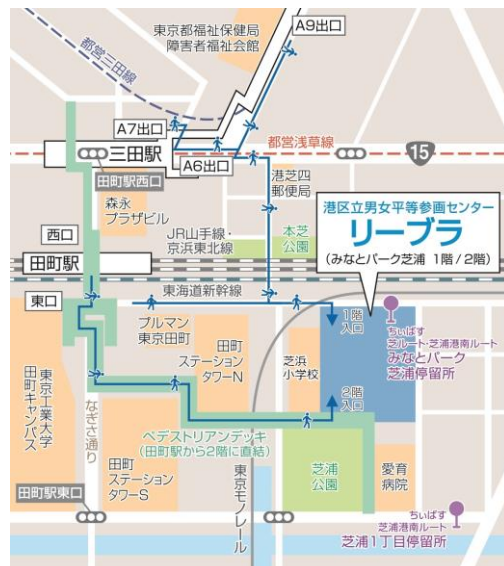 A9出口
東京都福祉保健局
障害者福祉会館
都営三田線
A7出口
三田駅
都営浅草線
15
A6出口
田町駅西口
港芝四
郵便局
森永
プラザビル
港区立男女平等参画センター
リーブラ
(みなとパーク芝浦 1階/2階)
西口
JR山手線・
京浜東北線
本芝
公園
田町駅
東海道新幹線
東口
1階
入口
ちぃばす
芝ルート・芝浦港南ルート
みなとパーク
芝浦停留所
プルマン
東京田町
田町
ステーション
タワーN
芝浜
小学校
東京工業大学
田町キャンパス
なぎさ通り
2階
入口
ペデストリアンデッキ
(田町駅から2階に直結)
田町
ステーション
タワーS
芝浦
公園
愛育
病院
田町駅東口
東京モノレール
ちぃばす
芝浦港南ルート
芝浦1丁目停留所